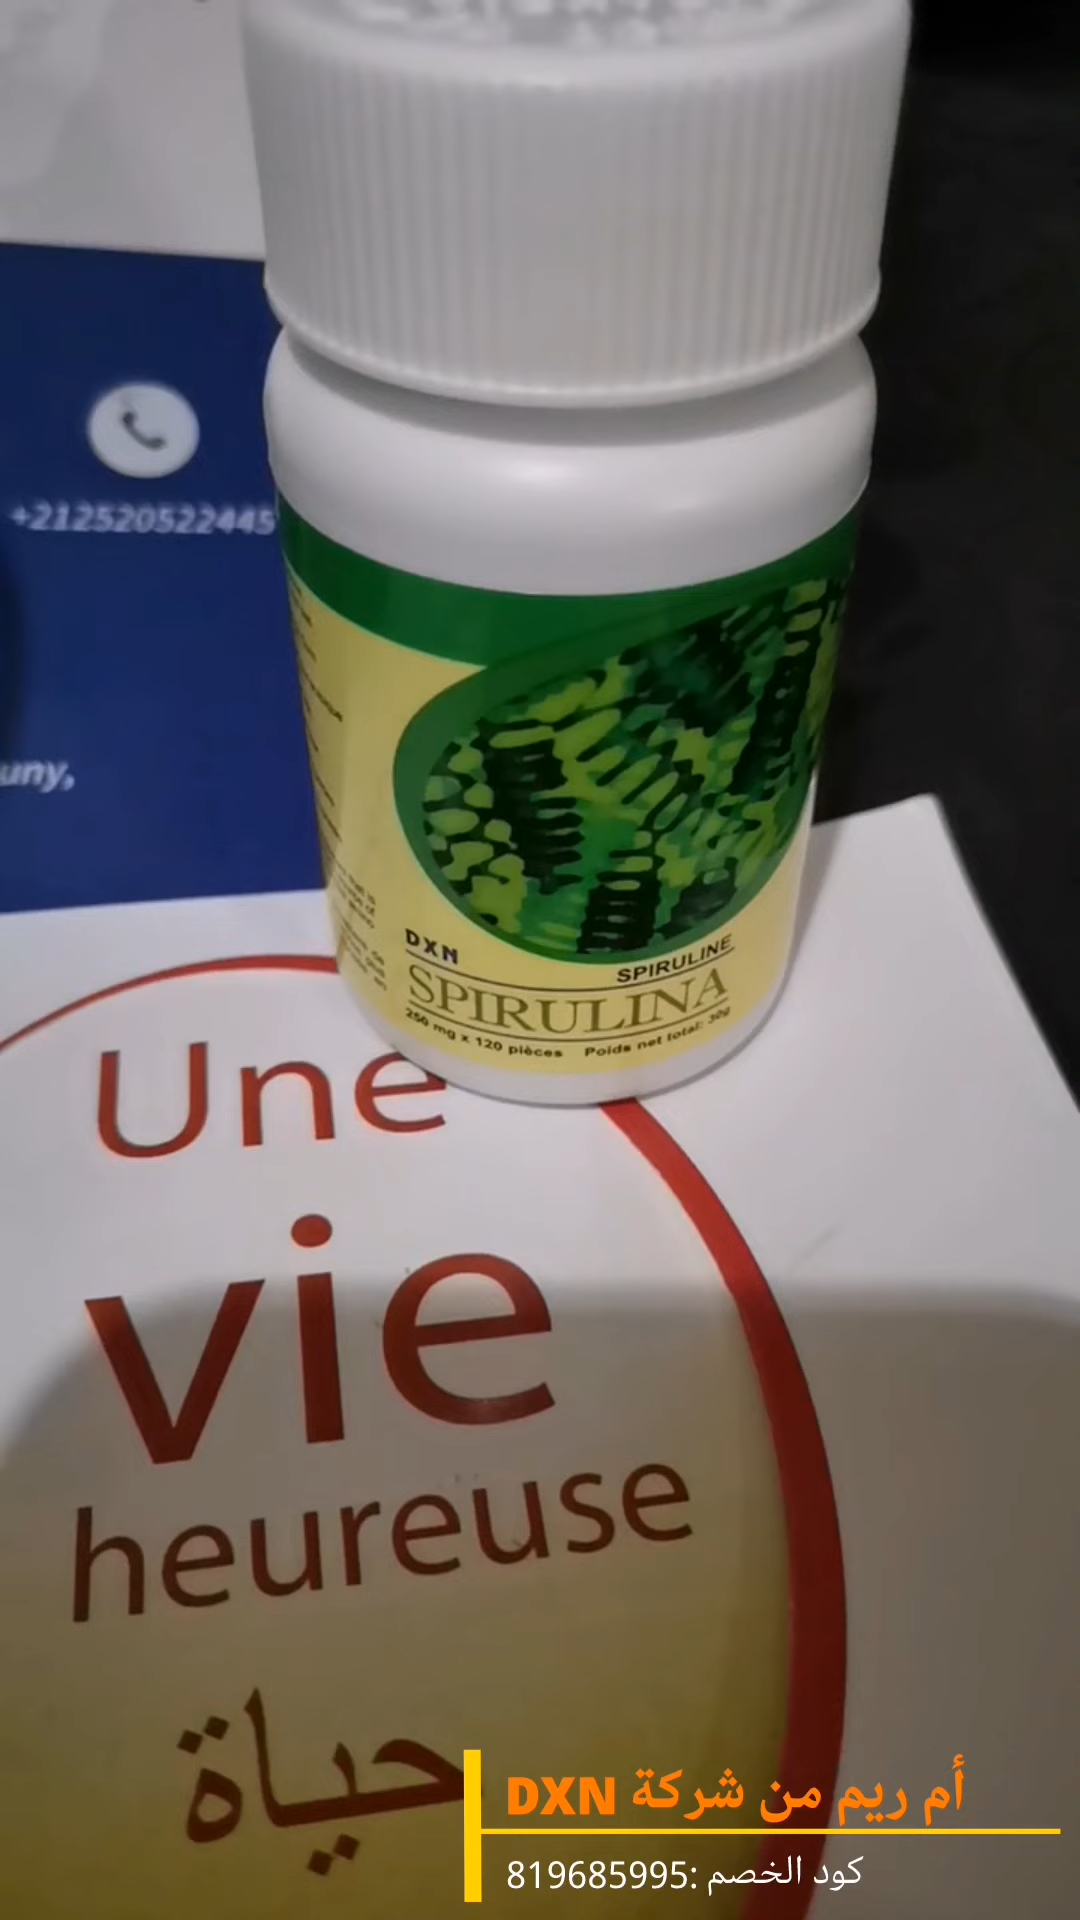 +212520522445
uny,
DXN
SPIRULINE
SPIRULINA
250 mg x 120 pièces Poids net total: 30g
Une
vie
heureuse
حياة
أم ريم من شركة DXN
كود الخصم :819685995